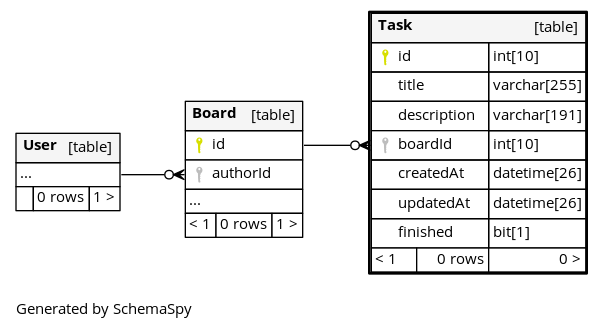 User [table]
...
0 rows 1 >
Board [table]
id
authorId
...
< 1 0 rows 1 >
Task [table]
id int[10]
title varchar[255]
description varchar[191]
boardId int[10]
createdAt datetime[26]
updatedAt datetime[26]
finished bit[1]
< 1 0 rows 0 >
Generated by SchemaSpy